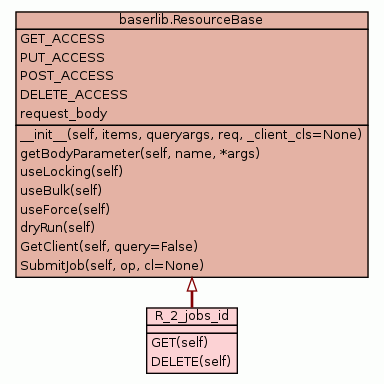 baserlib.ResourceBase
GET_ACCESS
PUT_ACCESS
POST_ACCESS
DELETE_ACCESS
request_body
__init__(self, items, queryargs, req, _client_cls=None)
getBodyParameter(self, name, *args)
useLocking(self)
useBulk(self)
useForce(self)
dryRun(self)
GetClient(self, query=False)
SubmitJob(self, op, cl=None)
R_2_jobs_id
GET(self)
DELETE(self)